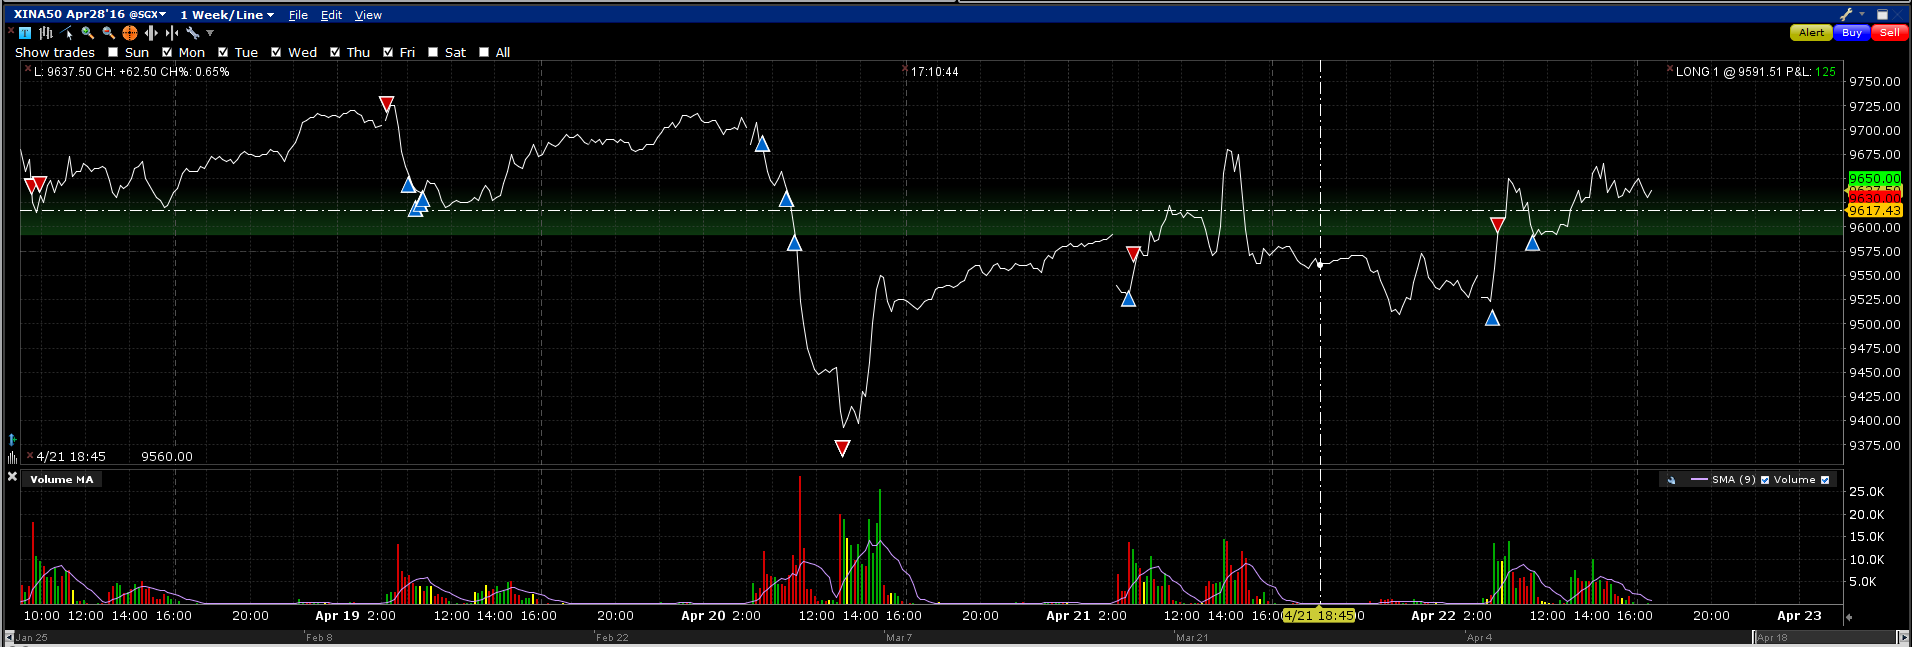 XINA50 Apr28'16 @SGX 1 Week/Line File Edit View
Alert Buy Sell
Show trades Sun Mon Tue Wed Thu Fri Sat All
L: 9637.50 CH: +62.50 CH%: 0.65% 17:10:44 LONG 1 @ 9591.51 P&L: 125
9750.00
9725.00
9700.00
9675.00
9650.00
9637.50
9630.00
9617.43
9600.00
9575.00
9550.00
9525.00
9500.00
9475.00
9450.00
9425.00
9400.00
9375.00
4/21 18:45 9560.00
Volume MA SMA (9) Volume
25.0K
20.0K
15.0K
10.0K
5.0K
10:00 12:00 14:00 16:00 20:00 Apr 19 2:00 12:00 14:00 16:00 20:00 Apr 20 2:00 12:00 14:00 16:00 20:00 Apr 21 2:00 12:00 14:00 16:00 4/21 18:45 Apr 22 2:00 12:00 14:00 16:00 20:00 Apr 23
Jan 25 Feb 8 Feb 22 Mar 7 Mar 21 Apr 4 Apr 18